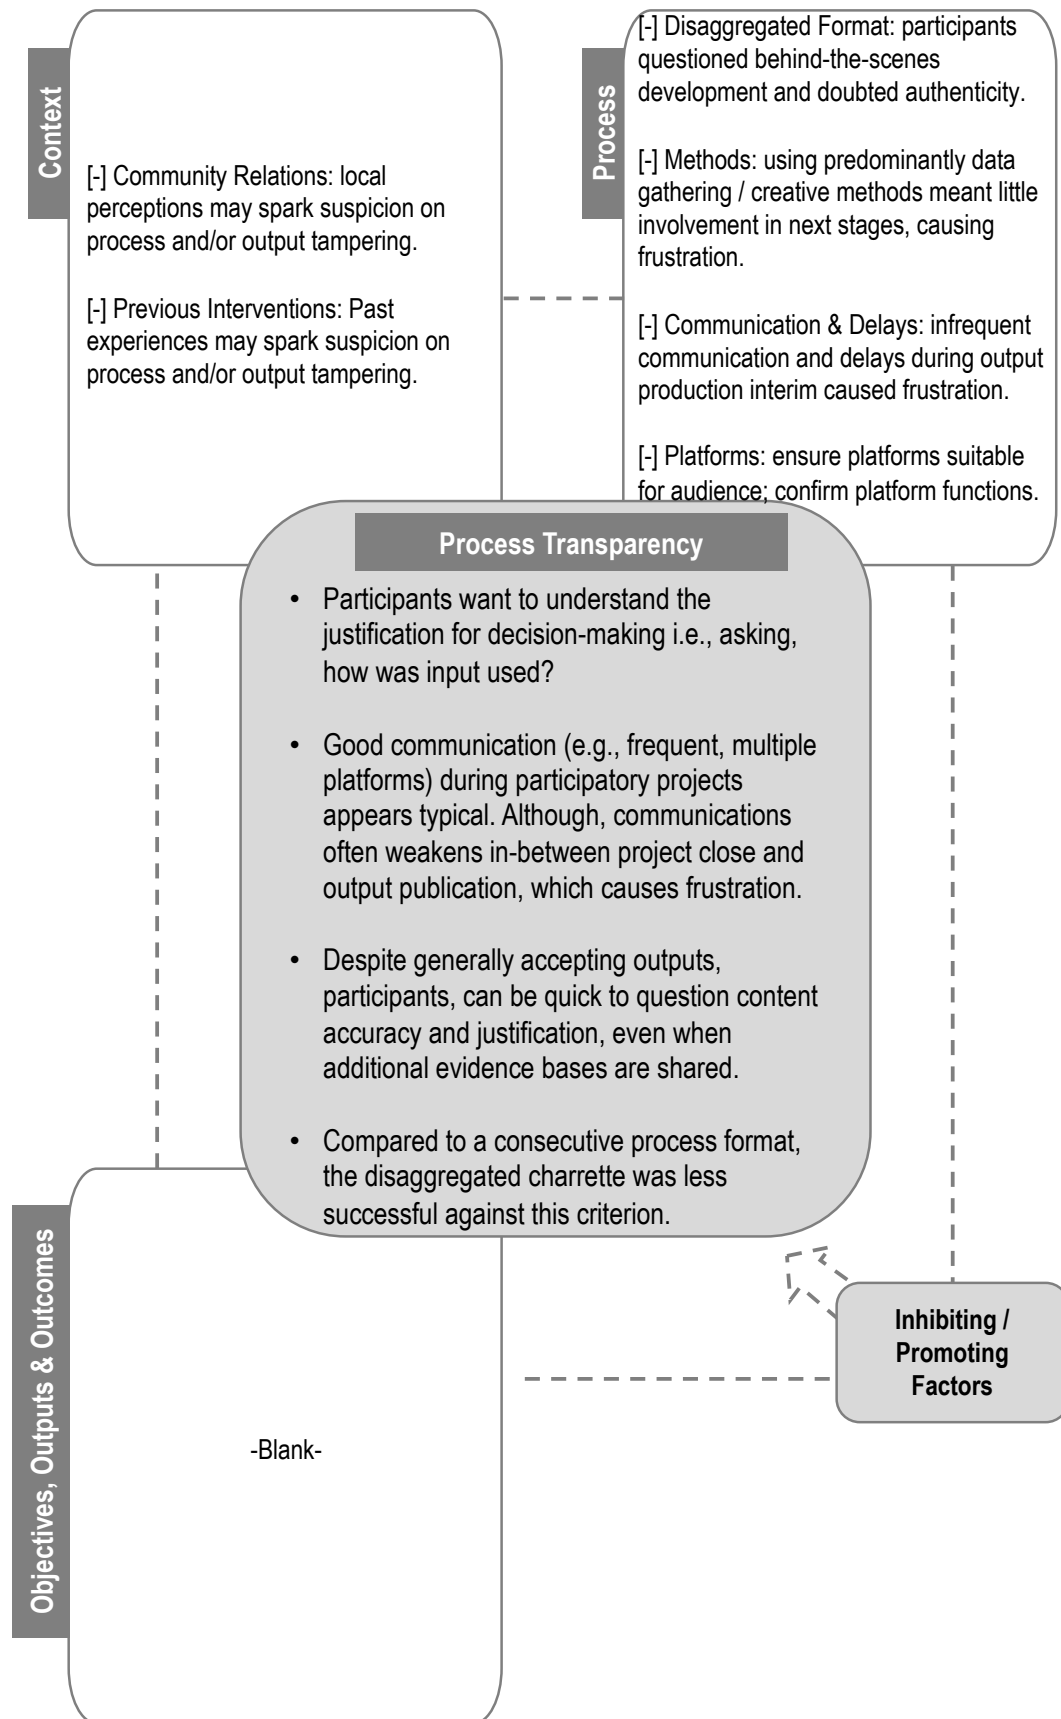 Context
[-] Community Relations: local
perceptions may spark suspicion on
process and/or output tampering.
[-] Previous Interventions: Past
experiences may spark suspicion on
process and/or output tampering.
Process
[-] Disaggregated Format: participants
questioned behind-the-scenes
development and doubted authenticity.
[-] Methods: using predominantly data
gathering / creative methods meant little
involvement in next stages, causing
frustration.
[-] Communication & Delays: infrequent
communication and delays during output
production interim caused frustration.
[-] Platforms: ensure platforms suitable
for audience; confirm platform functions.
Process Transparency
• Participants want to understand the
justification for decision-making i.e., asking,
how was input used?
• Good communication (e.g., frequent, multiple
platforms) during participatory projects
appears typical. Although, communications
often weakens in-between project close and
output publication, which causes frustration.
• Despite generally accepting outputs,
participants, can be quick to question content
accuracy and justification, even when
additional evidence bases are shared.
• Compared to a consecutive process format,
the disaggregated charrette was less
successful against this criterion.
Objectives, Outputs & Outcomes
-Blank-
Inhibiting /
Promoting
Factors